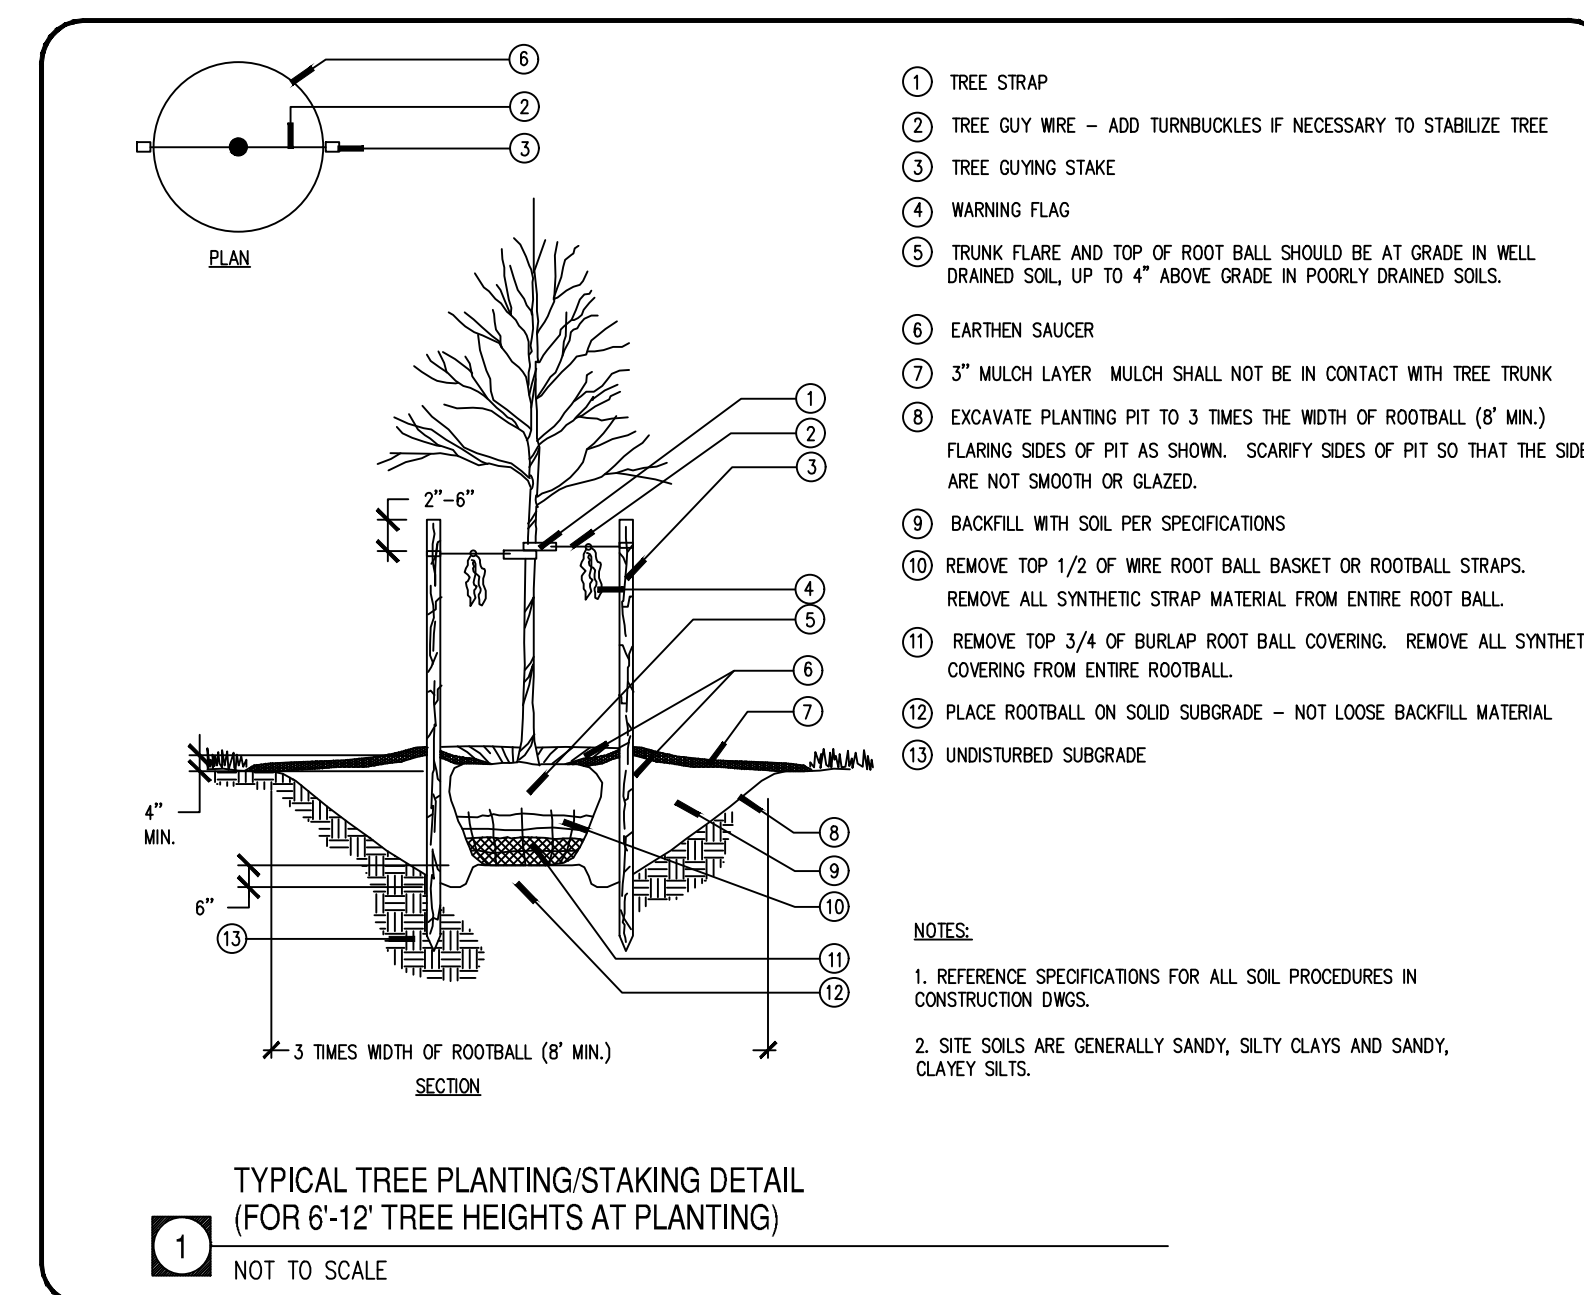 6
2
3
PLAN
2"-6"
1
2
3
4
5
6
7
4"
MIN.
6"
13
8
9
10
11
12
3 TIMES WIDTH OF ROOTBALL (8' MIN.)
SECTION
1 TREE STRAP
2 TREE GUY WIRE – ADD TURNBUCKLES IF NECESSARY TO STABILIZE TREE
3 TREE GUYING STAKE
4 WARNING FLAG
5 TRUNK FLARE AND TOP OF ROOT BALL SHOULD BE AT GRADE IN WELL
DRAINED SOIL, UP TO 4" ABOVE GRADE IN POORLY DRAINED SOILS.
6 EARTHEN SAUCER
7 3" MULCH LAYER MULCH SHALL NOT BE IN CONTACT WITH TREE TRUNK
8 EXCAVATE PLANTING PIT TO 3 TIMES THE WIDTH OF ROOTBALL (8' MIN.)
FLARING SIDES OF PIT AS SHOWN. SCARIFY SIDES OF PIT SO THAT THE SIDE
ARE NOT SMOOTH OR GLAZED.
9 BACKFILL WITH SOIL PER SPECIFICATIONS
10 REMOVE TOP 1/2 OF WIRE ROOT BALL BASKET OR ROOTBALL STRAPS.
REMOVE ALL SYNTHETIC STRAP MATERIAL FROM ENTIRE ROOT BALL.
11 REMOVE TOP 3/4 OF BURLAP ROOT BALL COVERING. REMOVE ALL SYNTHET
COVERING FROM ENTIRE ROOTBALL.
12 PLACE ROOTBALL ON SOLID SUBGRADE – NOT LOOSE BACKFILL MATERIAL
13 UNDISTURBED SUBGRADE
NOTES:
1. REFERENCE SPECIFICATIONS FOR ALL SOIL PROCEDURES IN
CONSTRUCTION DWGS.
2. SITE SOILS ARE GENERALLY SANDY, SILTY CLAYS AND SANDY,
CLAYEY SILTS.
TYPICAL TREE PLANTING/STAKING DETAIL
(FOR 6'-12' TREE HEIGHTS AT PLANTING)
1
NOT TO SCALE